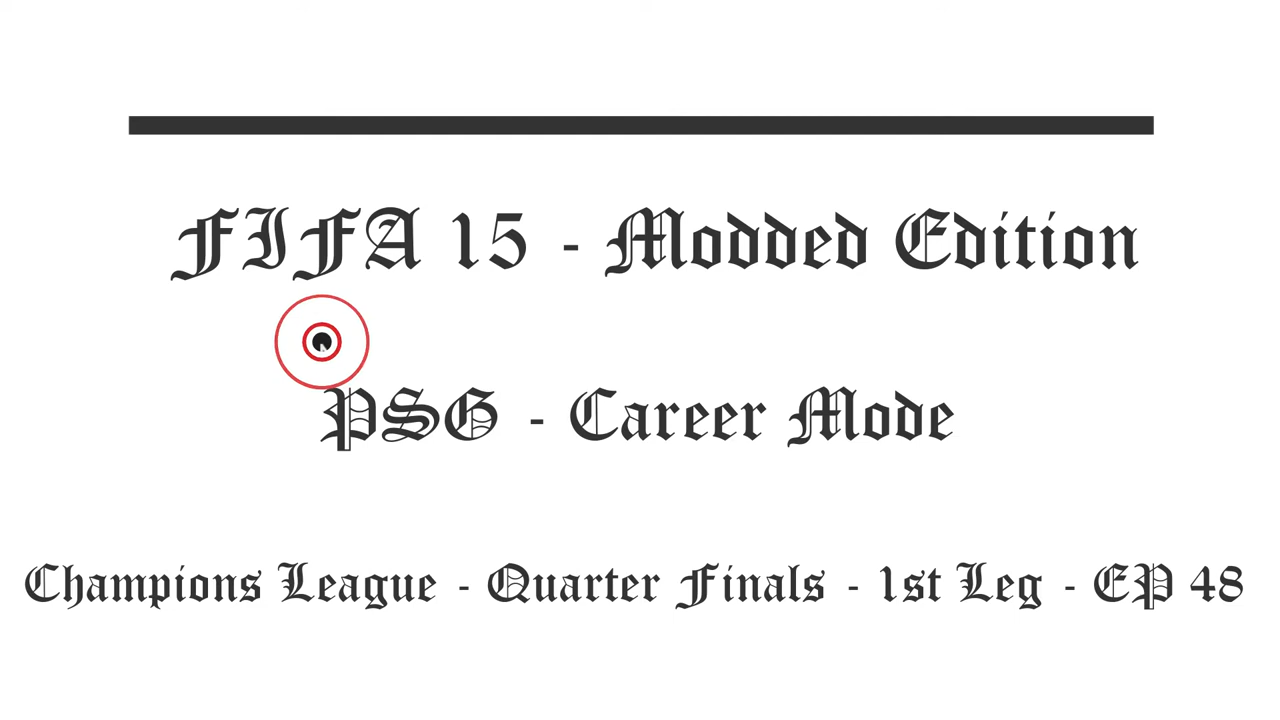 FIFA 15 - Modded Edition
PSG - Career Mode
Champions League - Quarter Finals - 1st Leg - EP 48